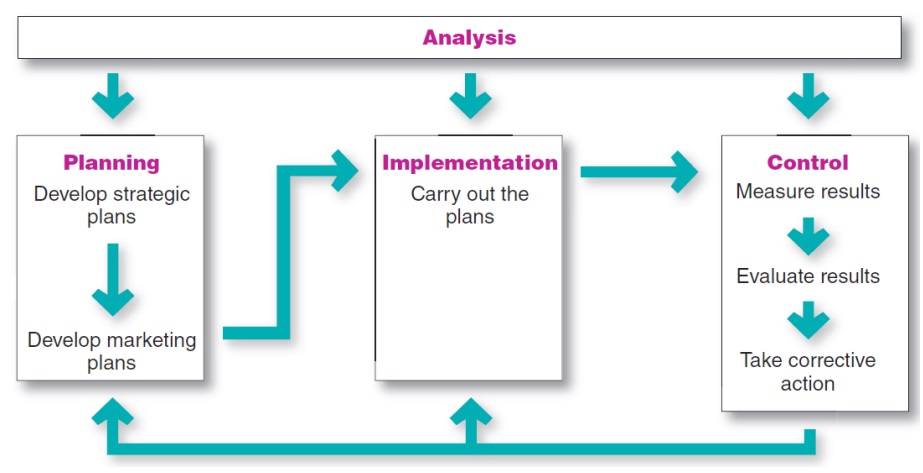 Analysis
Planning
Develop strategic
plans
Develop marketing
plans
Implementation
Carry out the
plans
Control
Measure results
Evaluate results
Take corrective
action